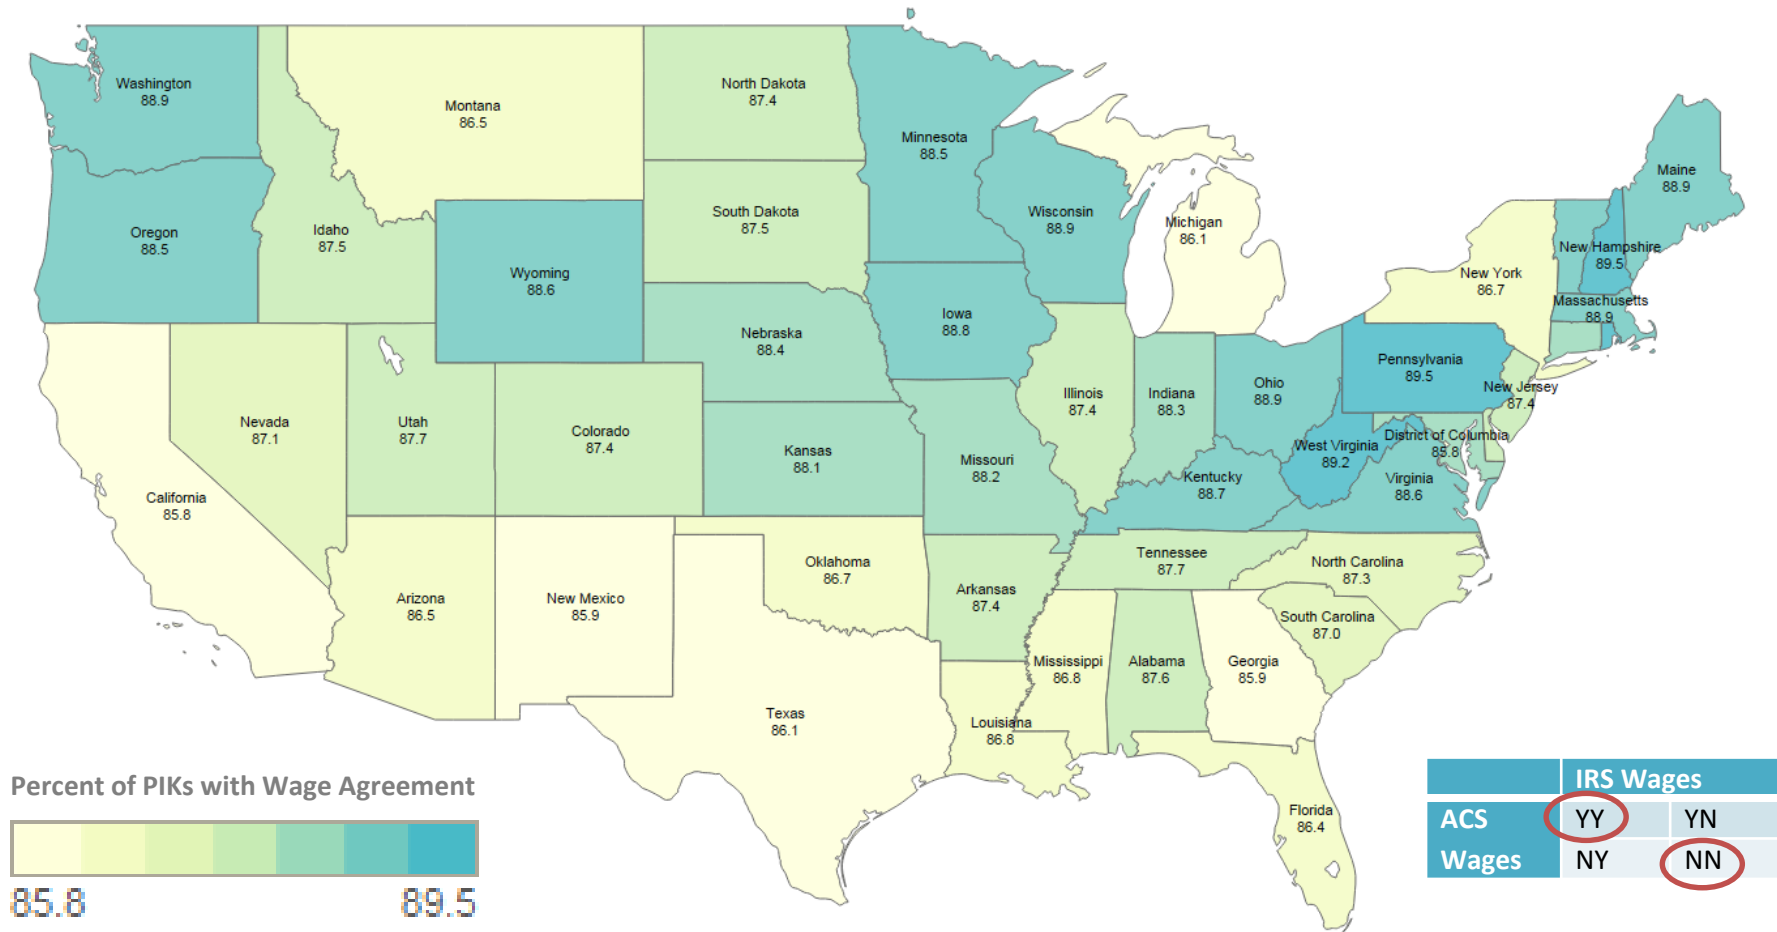 Washington
88.9
Montana
86.5
North Dakota
87.4
Minnesota
88.5
Maine
88.9
Oregon
88.5
Idaho
87.5
South Dakota
87.5
Wisconsin
88.9
Michigan
86.1
New Hampshire
89.5
Wyoming
88.6
New York
86.7
Massachusetts
88.9
Nebraska
88.4
Iowa
88.8
Pennsylvania
89.5
New Jersey
87.4
Nevada
87.1
Utah
87.7
Colorado
87.4
Illinois
87.4
Indiana
88.3
Ohio
88.9
West Virginia
89.2
District of Columbia
85.8
Kansas
88.1
Missouri
88.2
Kentucky
88.7
Virginia
88.6
California
85.8
Arizona
86.5
New Mexico
85.9
Oklahoma
86.7
Arkansas
87.4
Tennessee
87.7
North Carolina
87.3
South Carolina
87.0
Mississippi
86.8
Alabama
87.6
Georgia
85.9
Texas
86.1
Louisiana
86.8
Florida
86.4
Percent of PIKs with Wage Agreement
85.8 89.5
IRS Wages
ACS YY YN
Wages NY NN